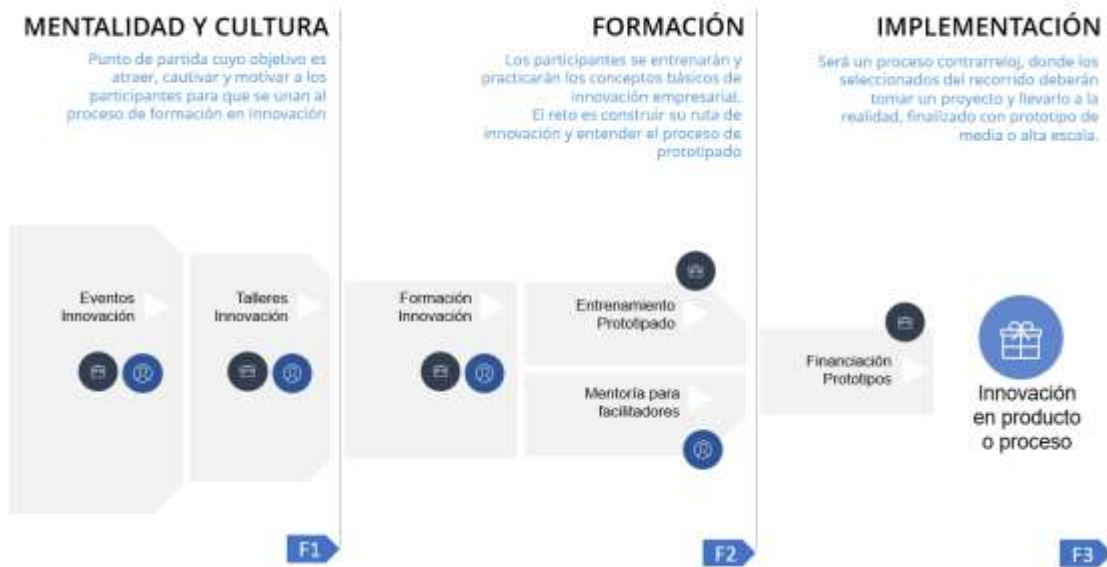 MENTALIDAD Y CULTURA
Punto de partida cuyo objetivo es
atraer, cautivar y motivar a los
participantes para que se unan al
proceso de formación en innovación
FORMACIÓN
Los participantes se entrenarán y
practicarán los conceptos básicos de
innovación empresarial.
El reto es construir su ruta de
innovación y entender el proceso de
prototipado
IMPLEMENTACIÓN
Será un proceso contrarreloj, donde los
seleccionados del recorrido deberán
tomar un proyecto y llevarlo a la
realidad, finalizado con prototipo de
media o alta escala.
Eventos
Innovación
Talleres
Innovación
Formación
Innovación
Entrenamiento
Prototipado
Mentoría para
facilitadores
Financiación
Prototipos
Innovación
en producto
o proceso
F1
F2
F3